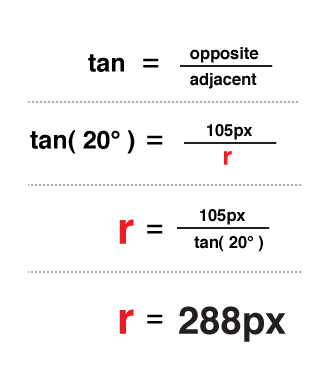 tan = opposite
adjacent
tan( 20° ) = 105px
r
r = 105px
tan( 20° )
r = 288px